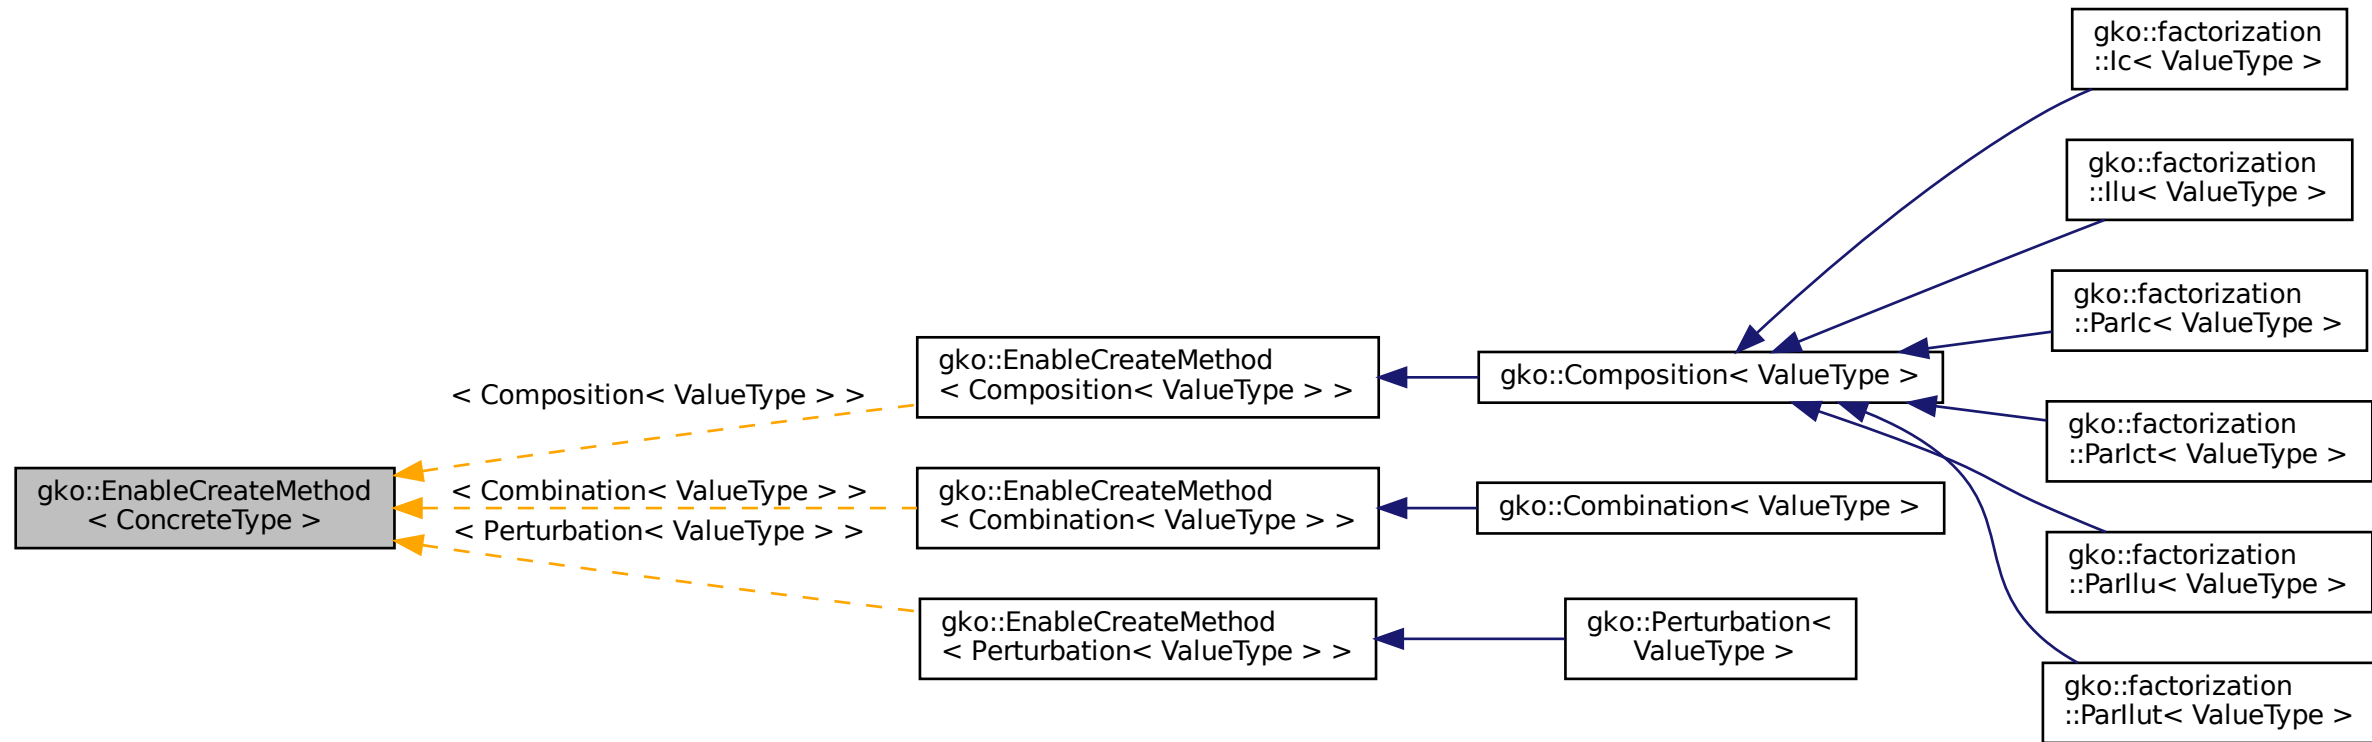 gko::EnableCreateMethod
< ConcreteType >
< Composition< ValueType > >
< Combination< ValueType > >
< Perturbation< ValueType > >
gko::EnableCreateMethod
< Composition< ValueType > >
gko::EnableCreateMethod
< Combination< ValueType > >
gko::EnableCreateMethod
< Perturbation< ValueType > >
gko::Composition< ValueType >
gko::Combination< ValueType >
gko::Perturbation<
ValueType >
gko::factorization
::Ic< ValueType >
gko::factorization
::Ilu< ValueType >
gko::factorization
::ParIc< ValueType >
gko::factorization
::ParIct< ValueType >
gko::factorization
::ParIlu< ValueType >
gko::factorization
::ParIlut< ValueType >